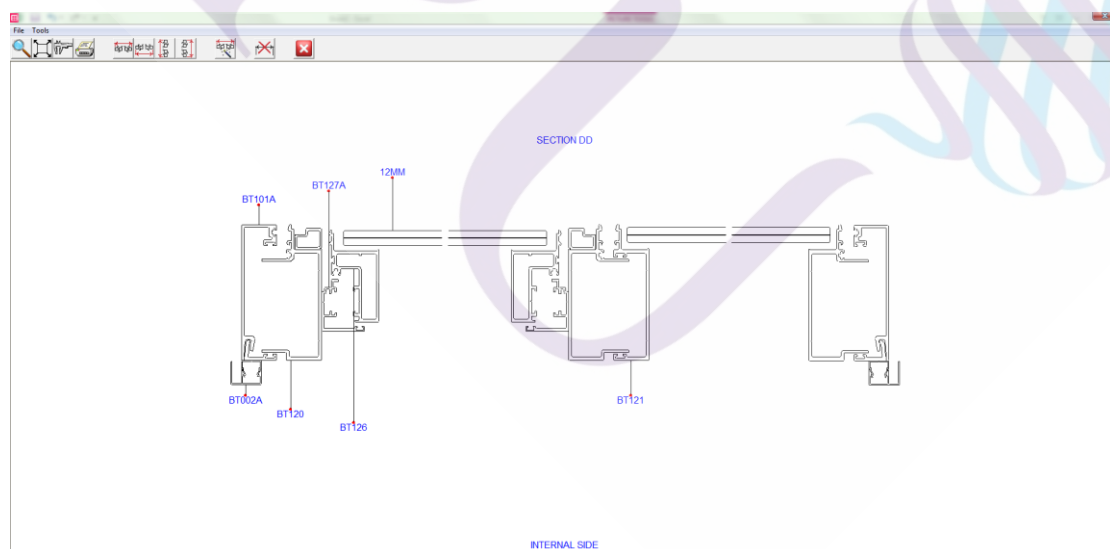 File Tools
SECTION DD
12MM
BT127A
BT101A
BT002A
BT121
BT120
BT126
INTERNAL SIDE